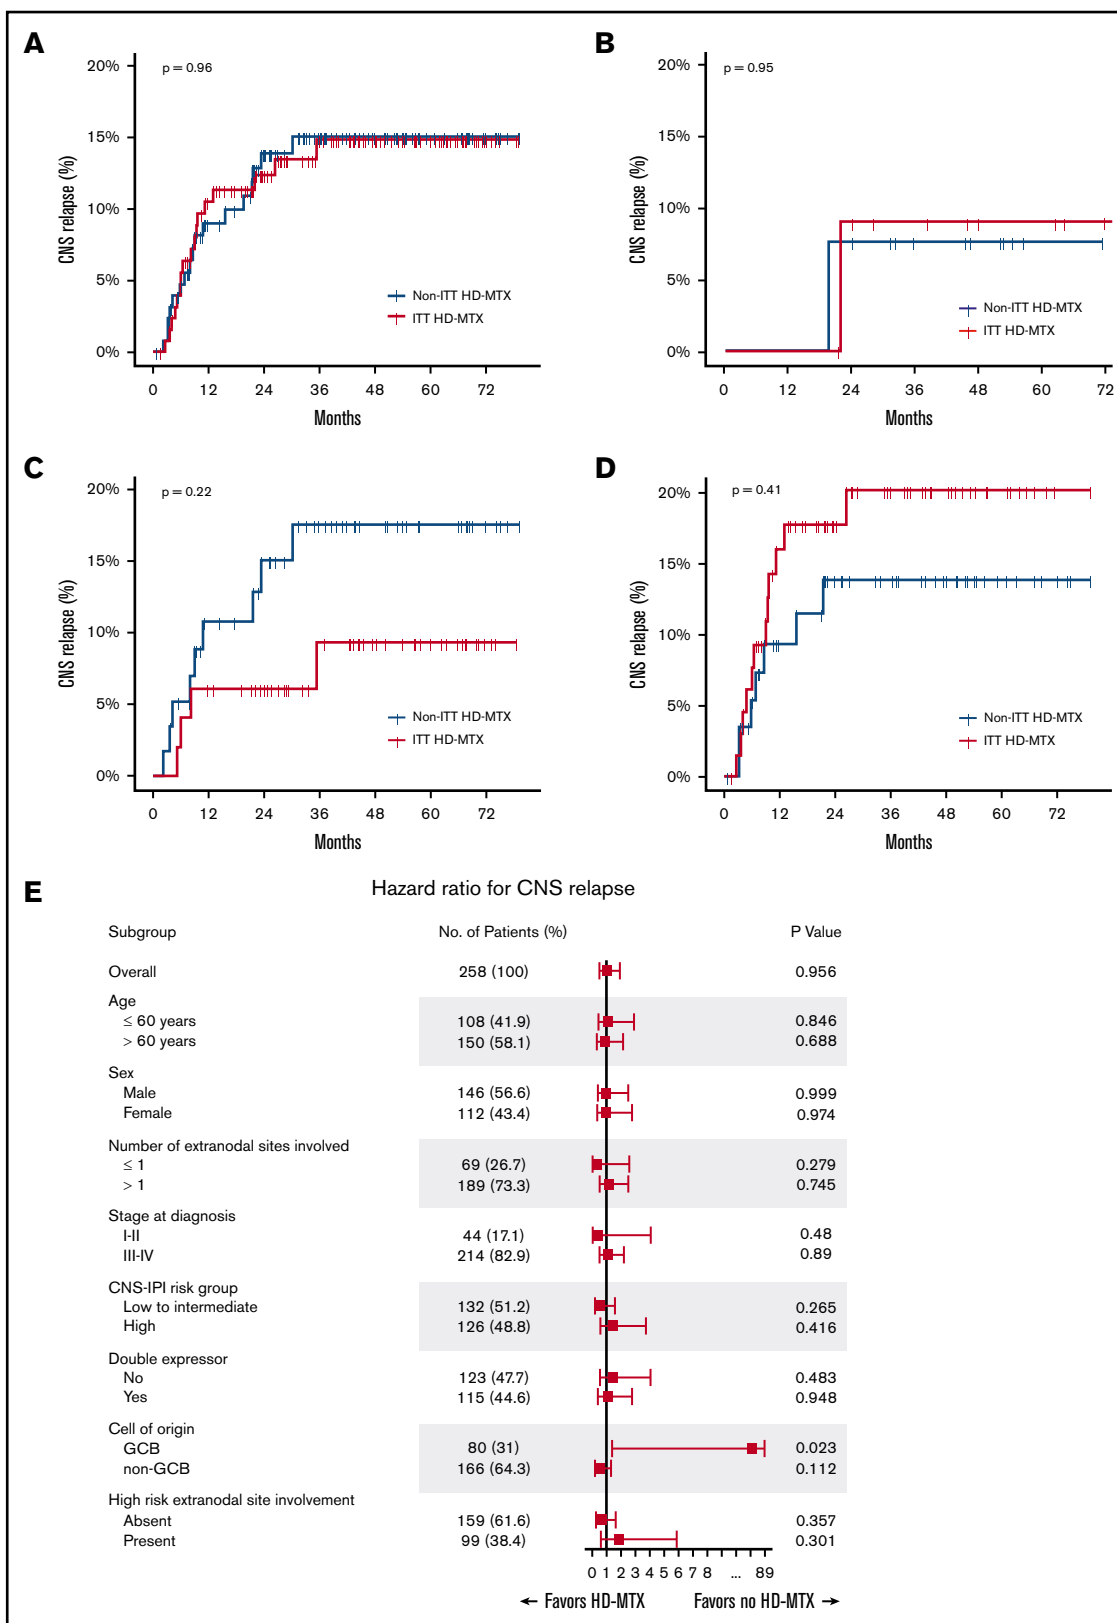 A
20%
15%
10%
5%
0%
CNS relapse (%)
p = 0.96
Non-ITT HD-MTX
ITT HD-MTX
0 12 24 36 48 60 72
Months
B
20%
15%
10%
5%
0%
CNS relapse (%)
p = 0.95
Non-ITT HD-MTX
ITT HD-MTX
0 12 24 36 48 60 72
Months
C
20%
15%
10%
5%
0%
CNS relapse (%)
p = 0.22
Non-ITT HD-MTX
ITT HD-MTX
0 12 24 36 48 60 72
Months
D
20%
15%
10%
5%
0%
CNS relapse (%)
p = 0.41
Non-ITT HD-MTX
ITT HD-MTX
0 12 24 36 48 60 72
Months
E
Hazard ratio for CNS relapse
Subgroup No. of Patients (%) P Value
Overall 258 (100) 0.956
Age
≤ 60 years 108 (41.9) 0.846
> 60 years 150 (58.1) 0.688
Sex
Male 146 (56.6) 0.999
Female 112 (43.4) 0.974
Number of extranodal sites involved
≤ 1 69 (26.7) 0.279
> 1 189 (73.3) 0.745
Stage at diagnosis
I-II 44 (17.1) 0.48
III-IV 214 (82.9) 0.89
CNS-IPI risk group
Low to intermediate 132 (51.2) 0.265
High 126 (48.8) 0.416
Double expressor
No 123 (47.7) 0.483
Yes 115 (44.6) 0.948
Cell of origin
GCB 80 (31) 0.023
non-GCB 166 (64.3) 0.112
High risk extranodal site involvement
Absent 159 (61.6) 0.357
Present 99 (38.4) 0.301
0 1 2 3 4 5 6 7 8 ... 89
← Favors HD-MTX Favors no HD-MTX →